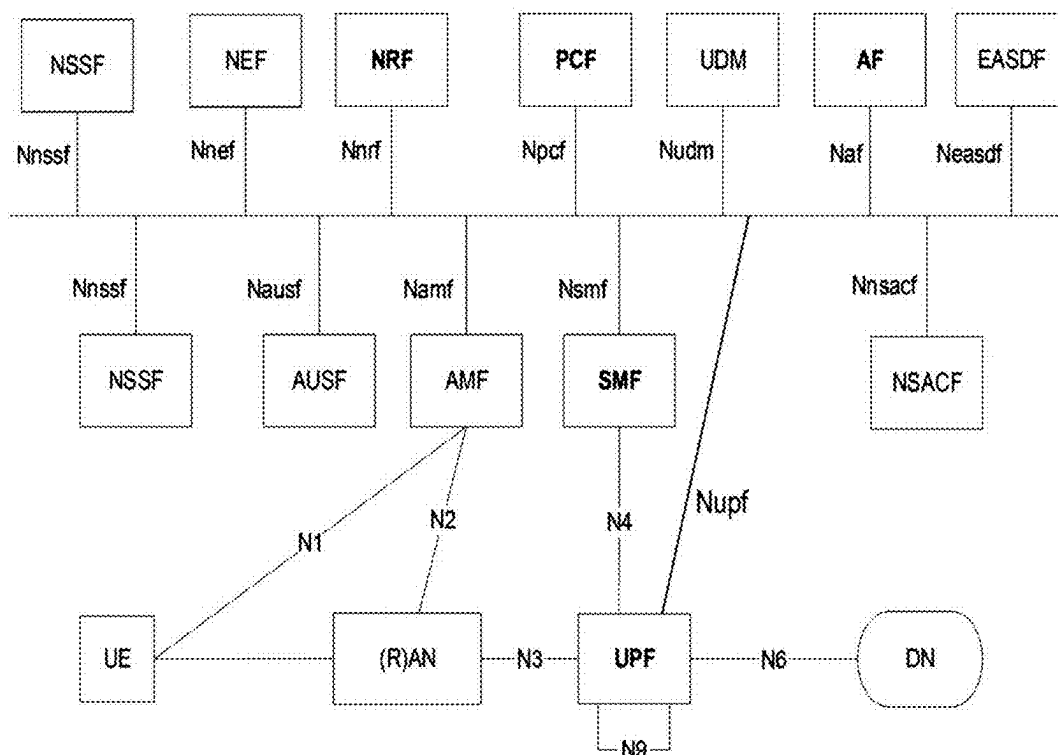 NSSF NEF NRF PCF UDM AF EASDF
Nnssf Nnef Nnrf Npcf Nudm Naf Neasdf
Nnssf Nausf Namf Nsmf Nnsacf
NSSF AUSF AMF SMF NSACF
Nupf
N1 N2 N4
UE (R)AN N3 UPF N6 DN
N9